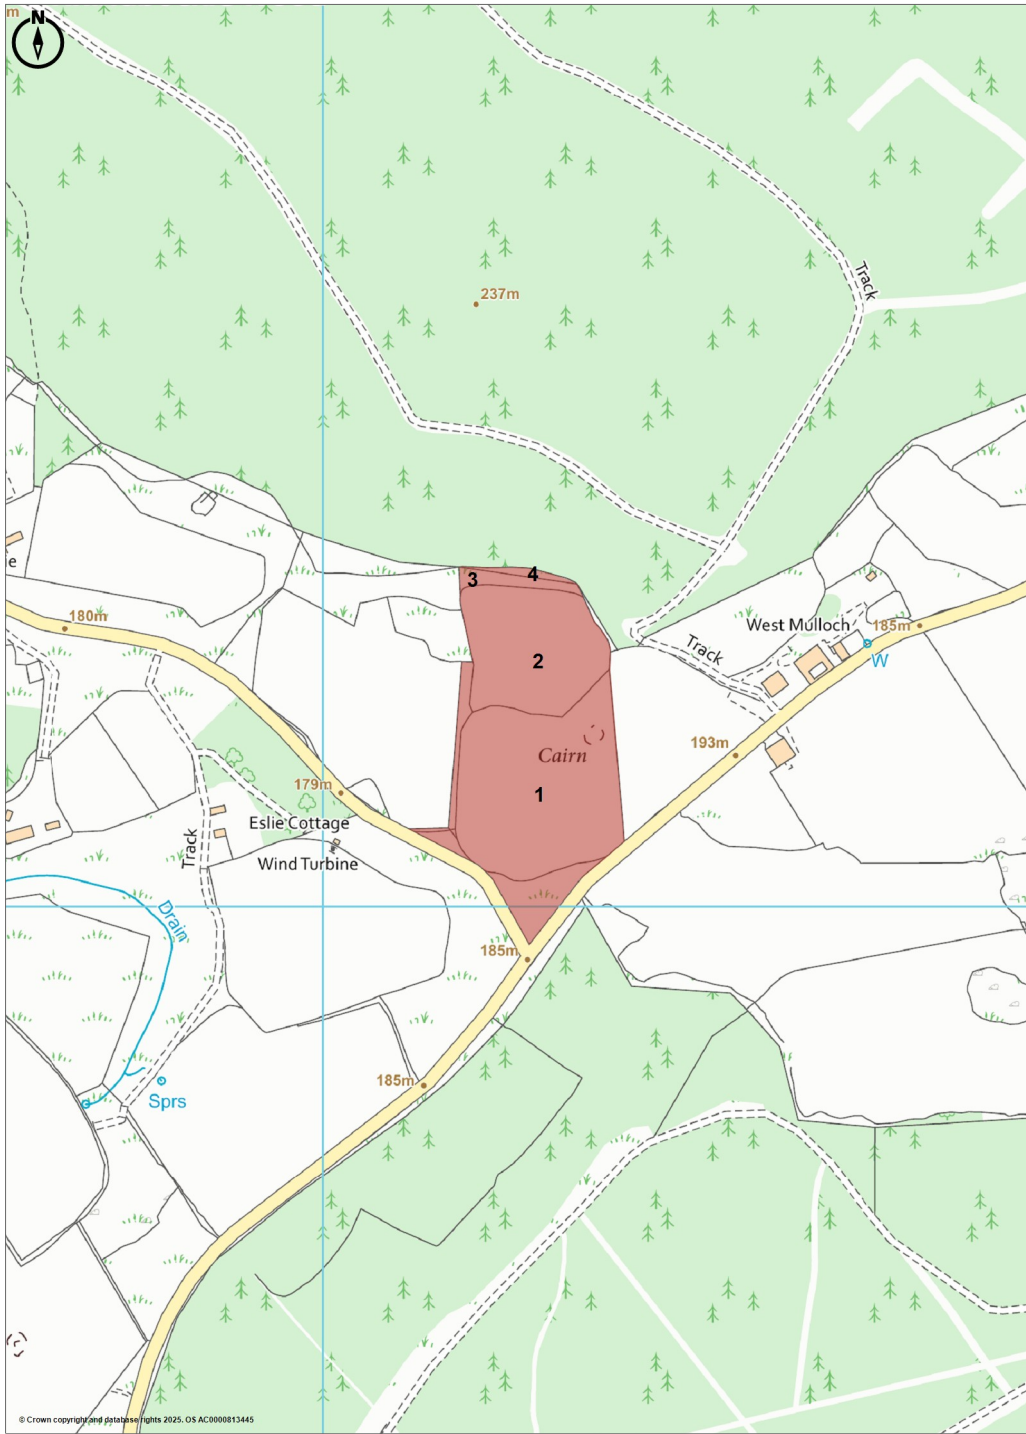 m
N
Track
237m
3
4
e
180m
West Mulloch
185m
2
Track
W
193m
Cairn
179m
1
Eslie Cottage
Wind Turbine
Track
Drain
185m
185m
Sprs
© Crown copyright and database rights 2025. OS AC0000813445